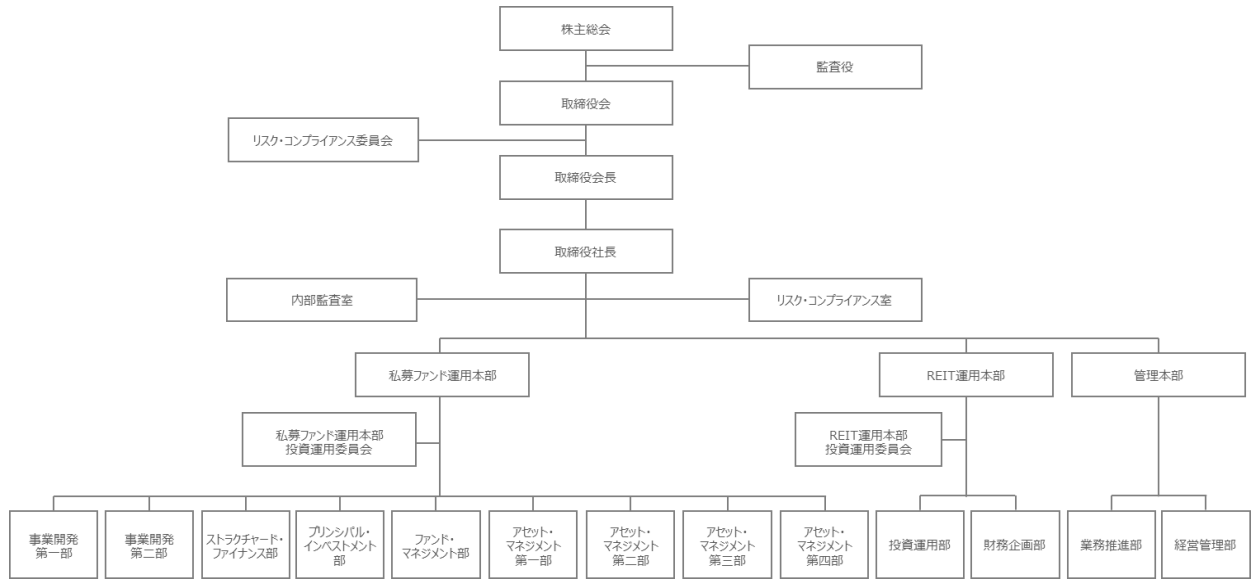 株主総会
監査役
取締役会
リスク・コンプライアンス委員会
取締役会長
取締役社長
内部監査室
リスク・コンプライアンス室
私募ファンド運用本部
REIT運用本部
管理本部
私募ファンド運用本部
投資運用委員会
REIT運用本部
投資運用委員会
事業開発
第一部
事業開発
第二部
ストラクチャード・
ファイナンス部
プリンシパル・
インベストメント
部
ファンド・
マネジメント部
アセット・
マネジメント
第一部
アセット・
マネジメント
第二部
アセット・
マネジメント
第三部
アセット・
マネジメント
第四部
投資運用部
財務企画部
業務推進部
経営管理部